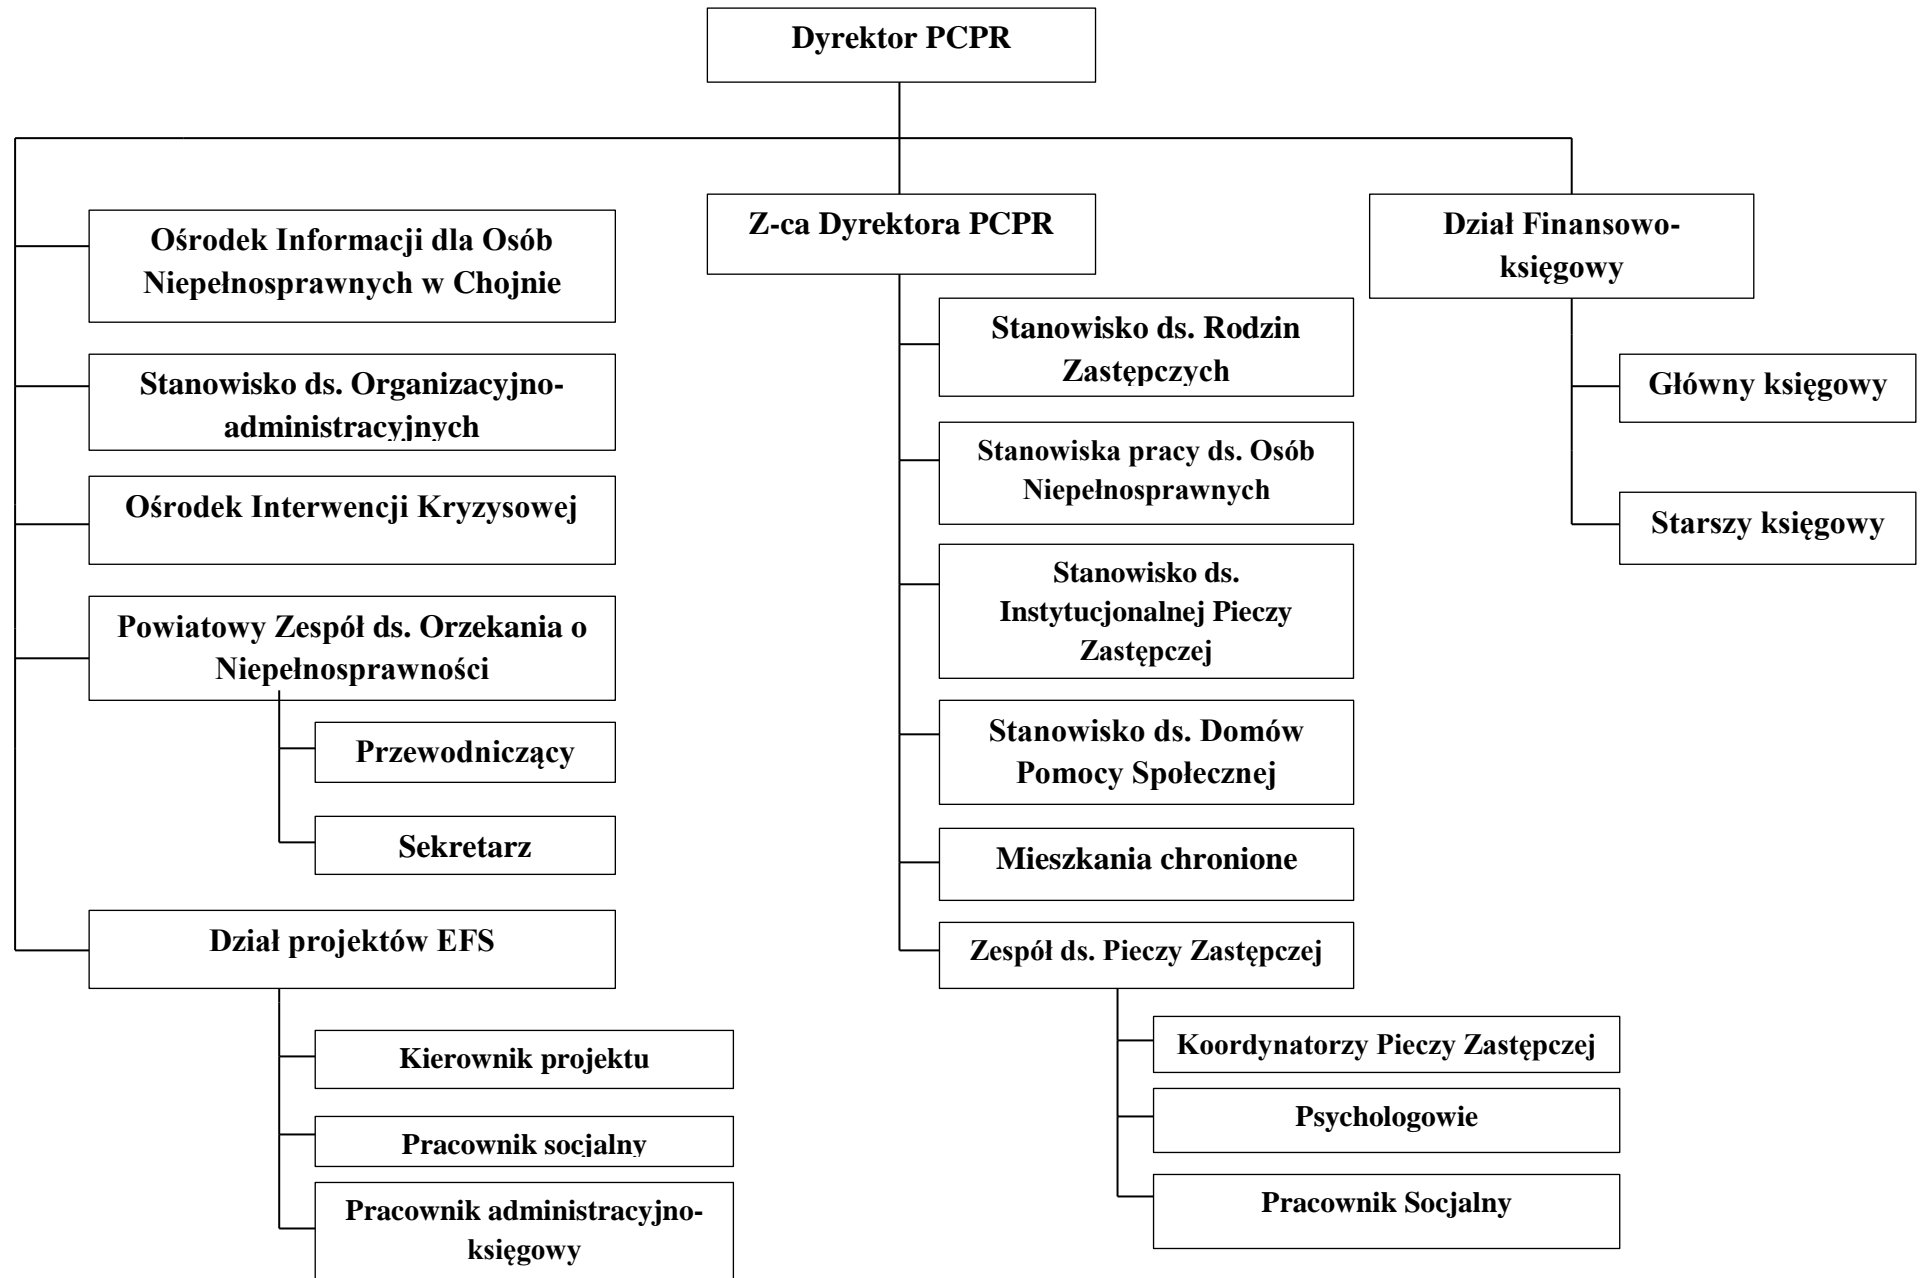 Dyrektor PCPR
Ośrodek Informacji dla Osób
Niepełnosprawnych w Chojnie
Stanowisko ds. Organizacyjno-
administracyjnych
Ośrodek Interwencji Kryzysowej
Powiatowy Zespół ds. Orzekania o
Niepełnosprawności
Przewodniczący
Sekretarz
Dział projektów EFS
Kierownik projektu
Pracownik socjalny
Pracownik administracyjno-
księgowy
Z-ca Dyrektora PCPR
Stanowisko ds. Rodzin
Zastępczych
Stanowiska pracy ds. Osób
Niepełnosprawnych
Stanowisko ds.
Instytucjonalnej Pieczy
Zastępczej
Stanowisko ds. Domów
Pomocy Społecznej
Mieszkania chronione
Zespół ds. Pieczy Zastępczej
Koordynatorzy Pieczy Zastępczej
Psychologowie
Pracownik Socjalny
Dział Finansowo-
księgowy
Główny księgowy
Starszy księgowy